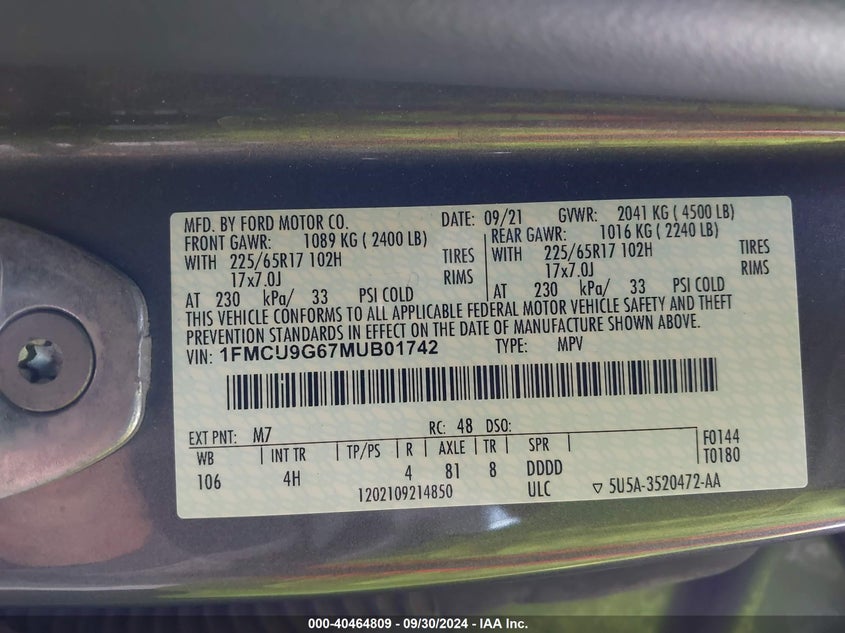 MFD. BY FORD MOTOR CO. DATE: 09/21 GVWR: 2041 KG ( 4500 LB)
FRONT GAWR: 1089 KG ( 2400 LB) REAR GAWR: 1016 KG ( 2240 LB)
WITH 225/65R17 102H TIRES WITH 225/65R17 102H TIRES
17x7.0J RIMS 17x7.0J RIMS
AT 230 kPa/ 33 PSI COLD AT 230 kPa/ 33 PSI COLD
THIS VEHICLE CONFORMS TO ALL APPLICABLE FEDERAL MOTOR VEHICLE SAFETY AND THEFT
PREVENTION STANDARDS IN EFFECT ON THE DATE OF MANUFACTURE SHOWN ABOVE.
VIN: 1FMCU9G67MUB01742 TYPE: MPV
EXT PNT: M7 RC: 48 DSO:
WB INT TR TP/PS R AXLE TR SPR F0144
106 4H 4 81 8 DDDD T0180
1202109214850 ULC ▽ 5U5A-3520472-AA
000-40464809 - 09/30/2024 - IAA Inc.